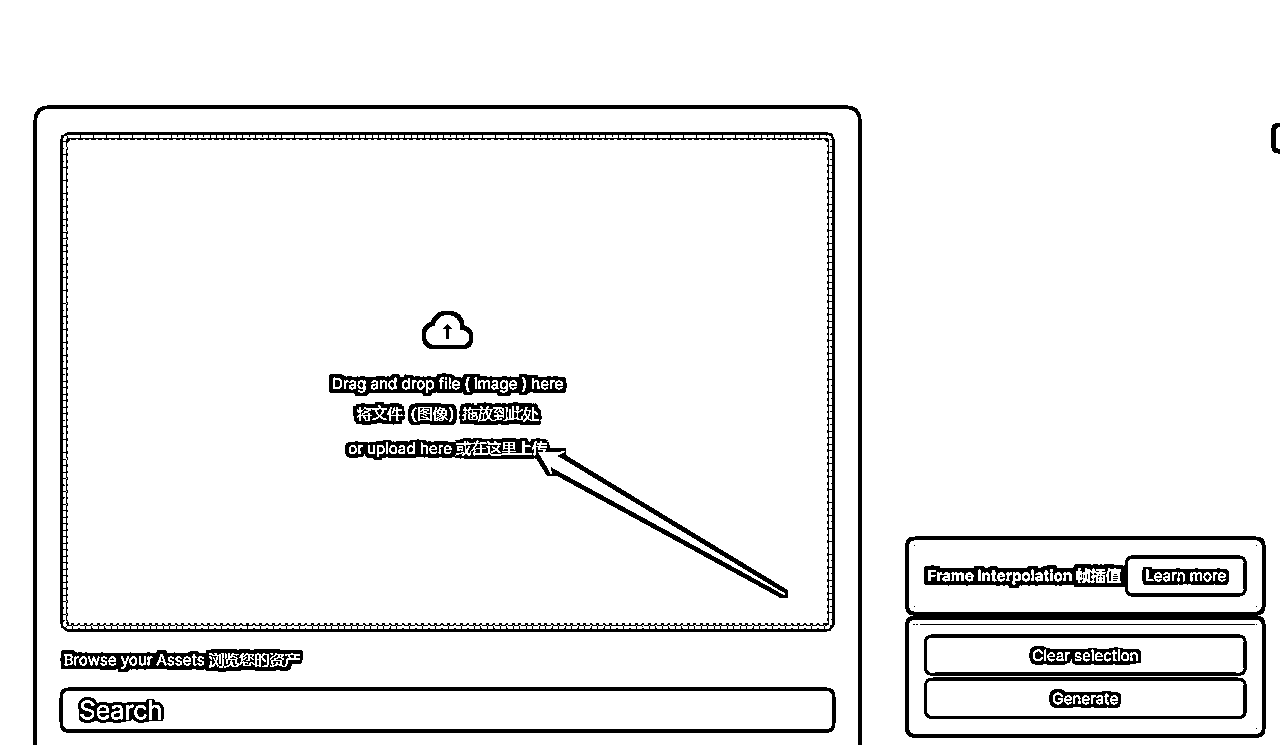 Drag and drop file ( Image ) here
将文件（图像）拖放到此处
or upload here 或在这里上传
Frame Interpolation 帧插值
Learn more
Clear selection
Generate
Browse your Assets 浏览您的资产
Search